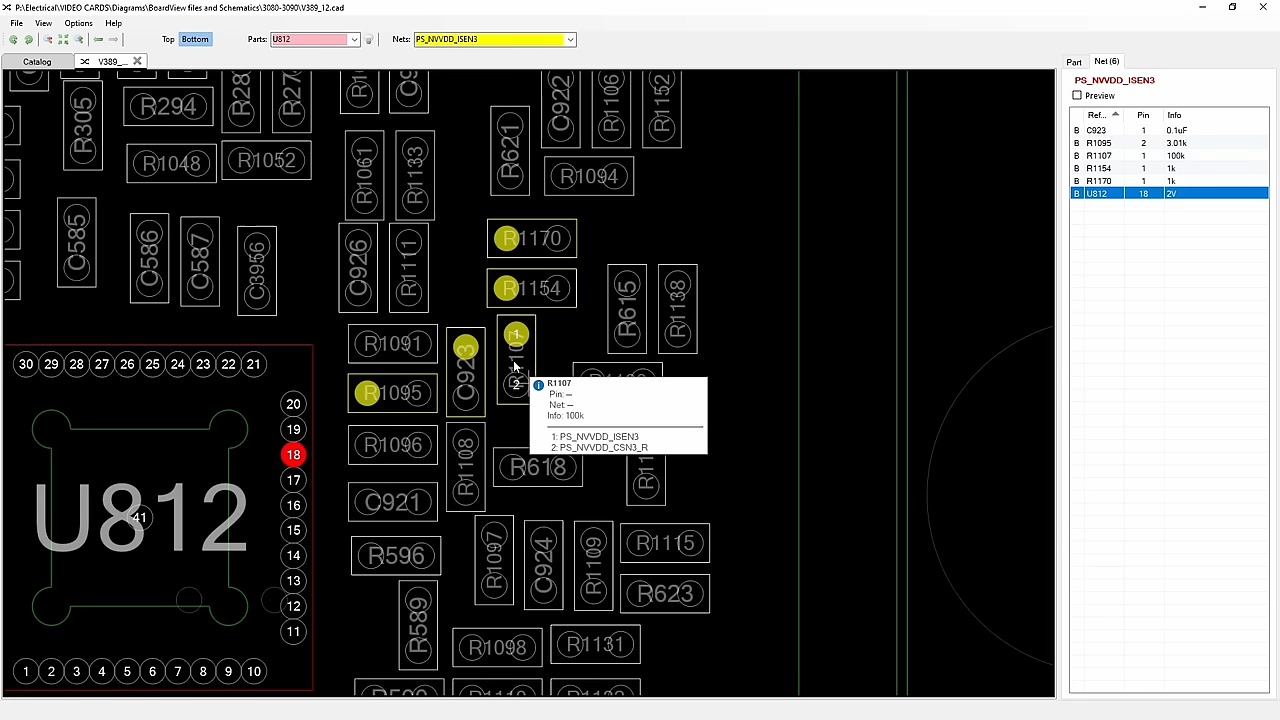 P:\Electrical\VIDEO CARDS\Diagrams\BoardView files and Schematics\3080-3090\V389_12.cad
File View Options Help
Top Bottom Parts: U812 Nets: PS_NVVDD_ISEN3
Catalog V389_... Part Net (6)
PS_NVVDD_ISEN3
Preview
Ref... Pin Info
B C923 1 0.1uF
B R1095 2 3.01k
B R1107 1 100k
B R1154 1 1k
B R1170 1 1k
B U812 18 2V
R305
R294
R1048
R1052
R1061
R1133
R621
C922
R1106
R1152
R1094
C585
C586
C587
C3956
C926
R1111
R1170
R1154
R615
R1138
R1091
R1095
C923
1
R1107
2
R1107
Pin: --
Net: --
Info: 100k
1: PS_NVVDD_ISEN3
2: PS_NVVDD_CSN3_R
R1096
R1108
R618
C921
R596
R1097
C924
R1109
R1115
R623
R589
R1098
R1131
30 29 28 27 26 25 24 23 22 21
20
19
18
17
16
15
14
13
12
11
U812
41
1 2 3 4 5 6 7 8 9 10